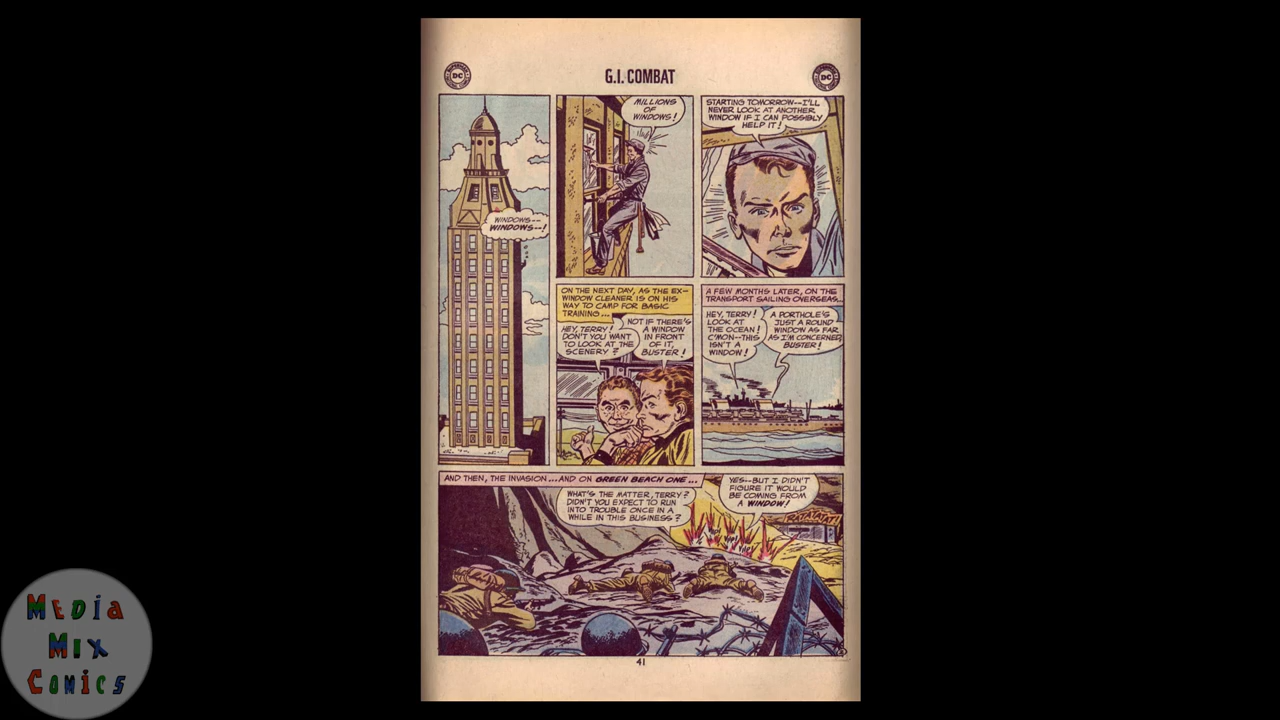 G.I. COMBAT
DC
DC
WINDOWS--
WINDOWS--!
MILLIONS
OF
WINDOWS!
STARTING TOMORROW--I'LL
NEVER LOOK AT ANOTHER
WINDOW IF I CAN POSSIBLY
HELP IT!
ON THE NEXT DAY, AS THE EX-
WINDOW CLEANER IS ON HIS
WAY TO CAMP FOR BASIC
TRAINING...
HEY, TERRY!
DON'T YOU WANT
TO LOOK AT THE
SCENERY?
NOT IF THERE'S
A WINDOW
IN FRONT
OF IT,
BUSTER!
A FEW MONTHS LATER, ON THE
TRANSPORT SAILING OVERSEAS...
HEY, TERRY!
LOOK AT
THE OCEAN!
C'MON--THIS
ISN'T A
WINDOW!
A PORTHOLE'S
JUST A ROUND
WINDOW AS FAR
AS I'M CONCERNED,
BUSTER!
AND THEN, THE INVASION...AND ON GREEN BEACH ONE...
WHAT'S THE MATTER, TERRY?
DIDN'T YOU EXPECT TO RUN
INTO TROUBLE ONCE IN A
WHILE IN THIS BUSINESS?
YES--BUT I DIDN'T
FIGURE IT WOULD
BE COMING FROM
A WINDOW!
RATATATAT!
41
MEDIA
MIX
COMICS